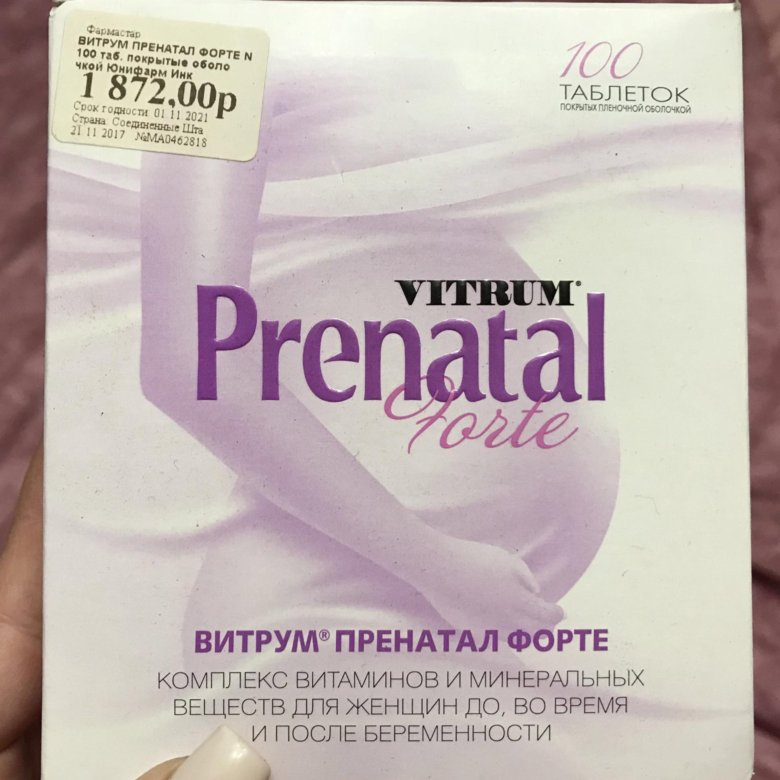 Фармастар
ВИТРУМ ПРЕНАТАЛ ФОРТЕ N
100 таб. покрытые оболо
чкой Юнифарм Инк
1 872,00р
Срок годности: 01 11 2021
Страна: Соединенные Шта
21 11 2017 №МА0462818
100
ТАБЛЕТОК
ПОКРЫТЫХ ПЛЕНОЧНОЙ ОБОЛОЧКОЙ
VITRUM®
Prenatal
Forte
ВИТРУМ® ПРЕНАТАЛ ФОРТЕ
КОМПЛЕКС ВИТАМИНОВ И МИНЕРАЛЬНЫХ
ВЕЩЕСТВ ДЛЯ ЖЕНЩИН ДО, ВО ВРЕМЯ
И ПОСЛЕ БЕРЕМЕННОСТИ